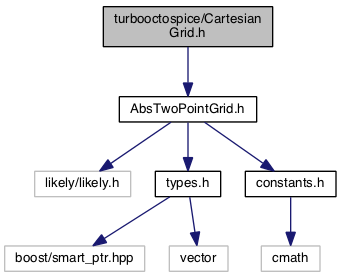 turbooctospice/Cartesian
Grid.h
AbsTwoPointGrid.h
likely/likely.h
types.h
constants.h
boost/smart_ptr.hpp
vector
cmath